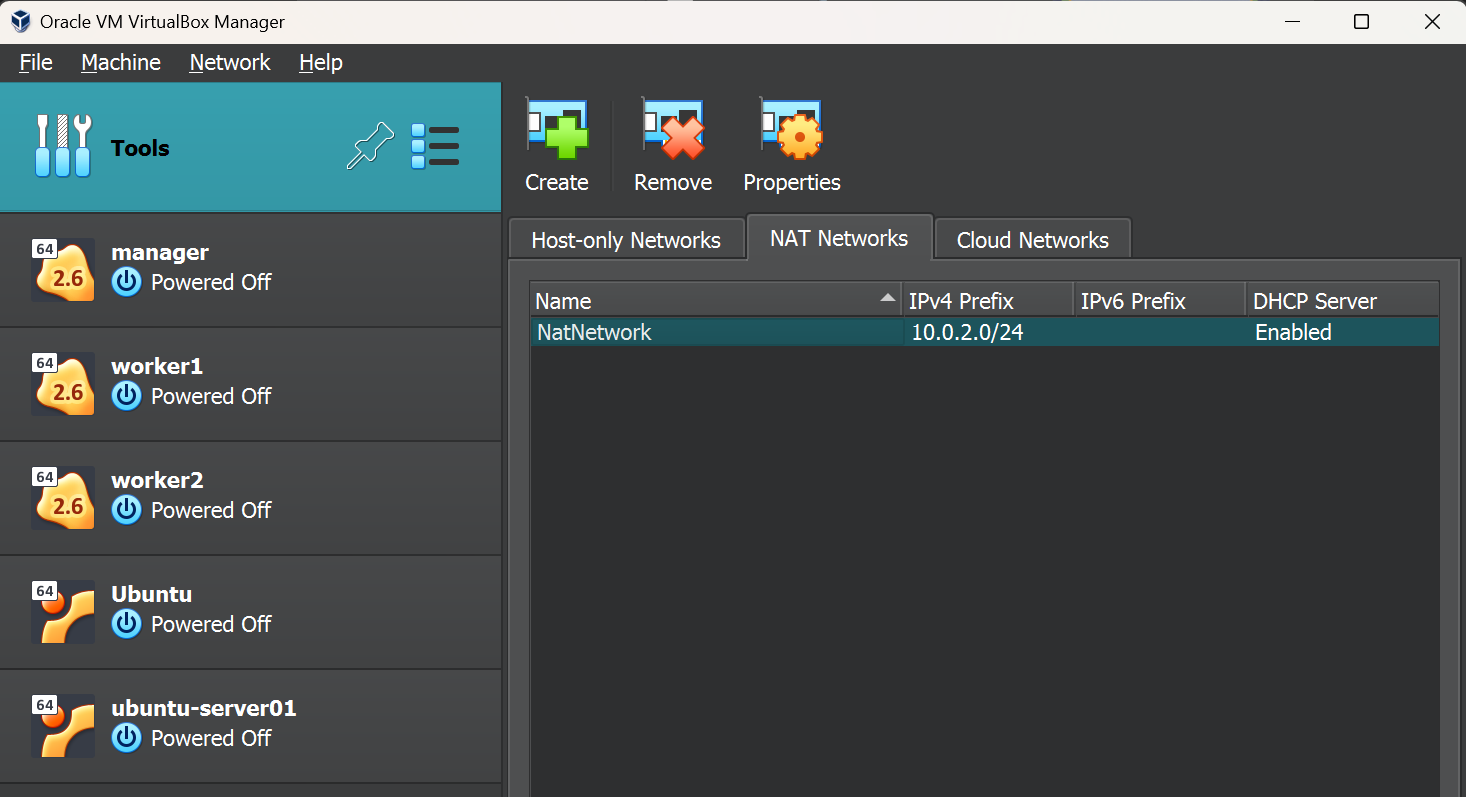 Oracle VM VirtualBox Manager
File Machine Network Help
Tools
Create Remove Properties
Host-only Networks NAT Networks Cloud Networks
Name IPv4 Prefix IPv6 Prefix DHCP Server
NatNetwork 10.0.2.0/24 Enabled
64
2.6
manager
Powered Off
64
2.6
worker1
Powered Off
64
2.6
worker2
Powered Off
64
Ubuntu
Powered Off
64
ubuntu-server01
Powered Off